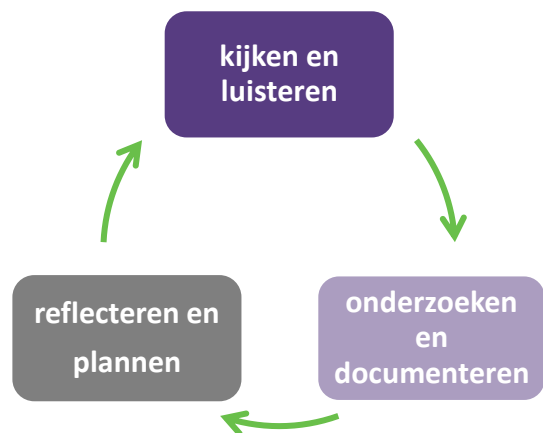 kijken en
luisteren
onderzoeken
en
documenteren
reflecteren en
plannen